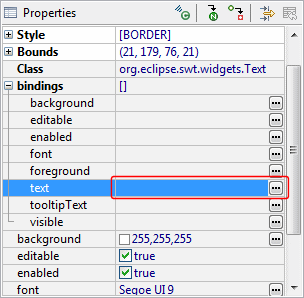 Properties
Style [BORDER]
Bounds (21, 179, 76, 21)
Class org.eclipse.swt.widgets.Text
bindings []
background
editable
enabled
font
foreground
text
tooltipText
visible
background 255,255,255
editable true
enabled true
font Segoe UI 9